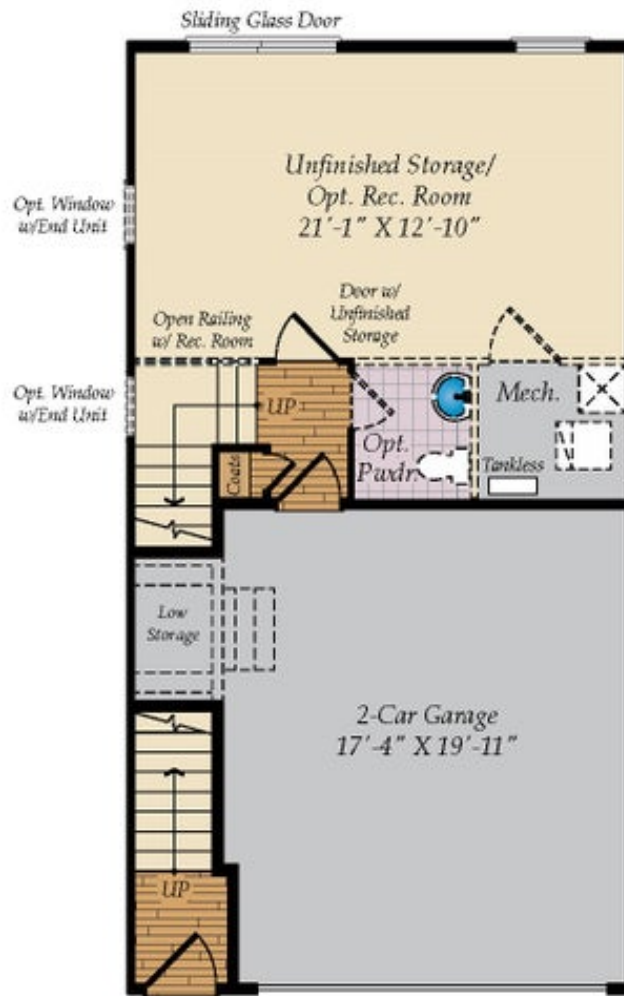 Sliding Glass Door
Unfinished Storage/
Opt. Rec. Room
21'-1" X 12'-10"
Opt. Window
w/End Unit
Door w/
Unfinished
Storage
Open Railing
w/ Rec. Room
Opt. Window
w/End Unit
UP
Mech.
Opt.
Pwdr.
Coats
Tankless
Low
Storage
2-Car Garage
17'-4" X 19'-11"
UP